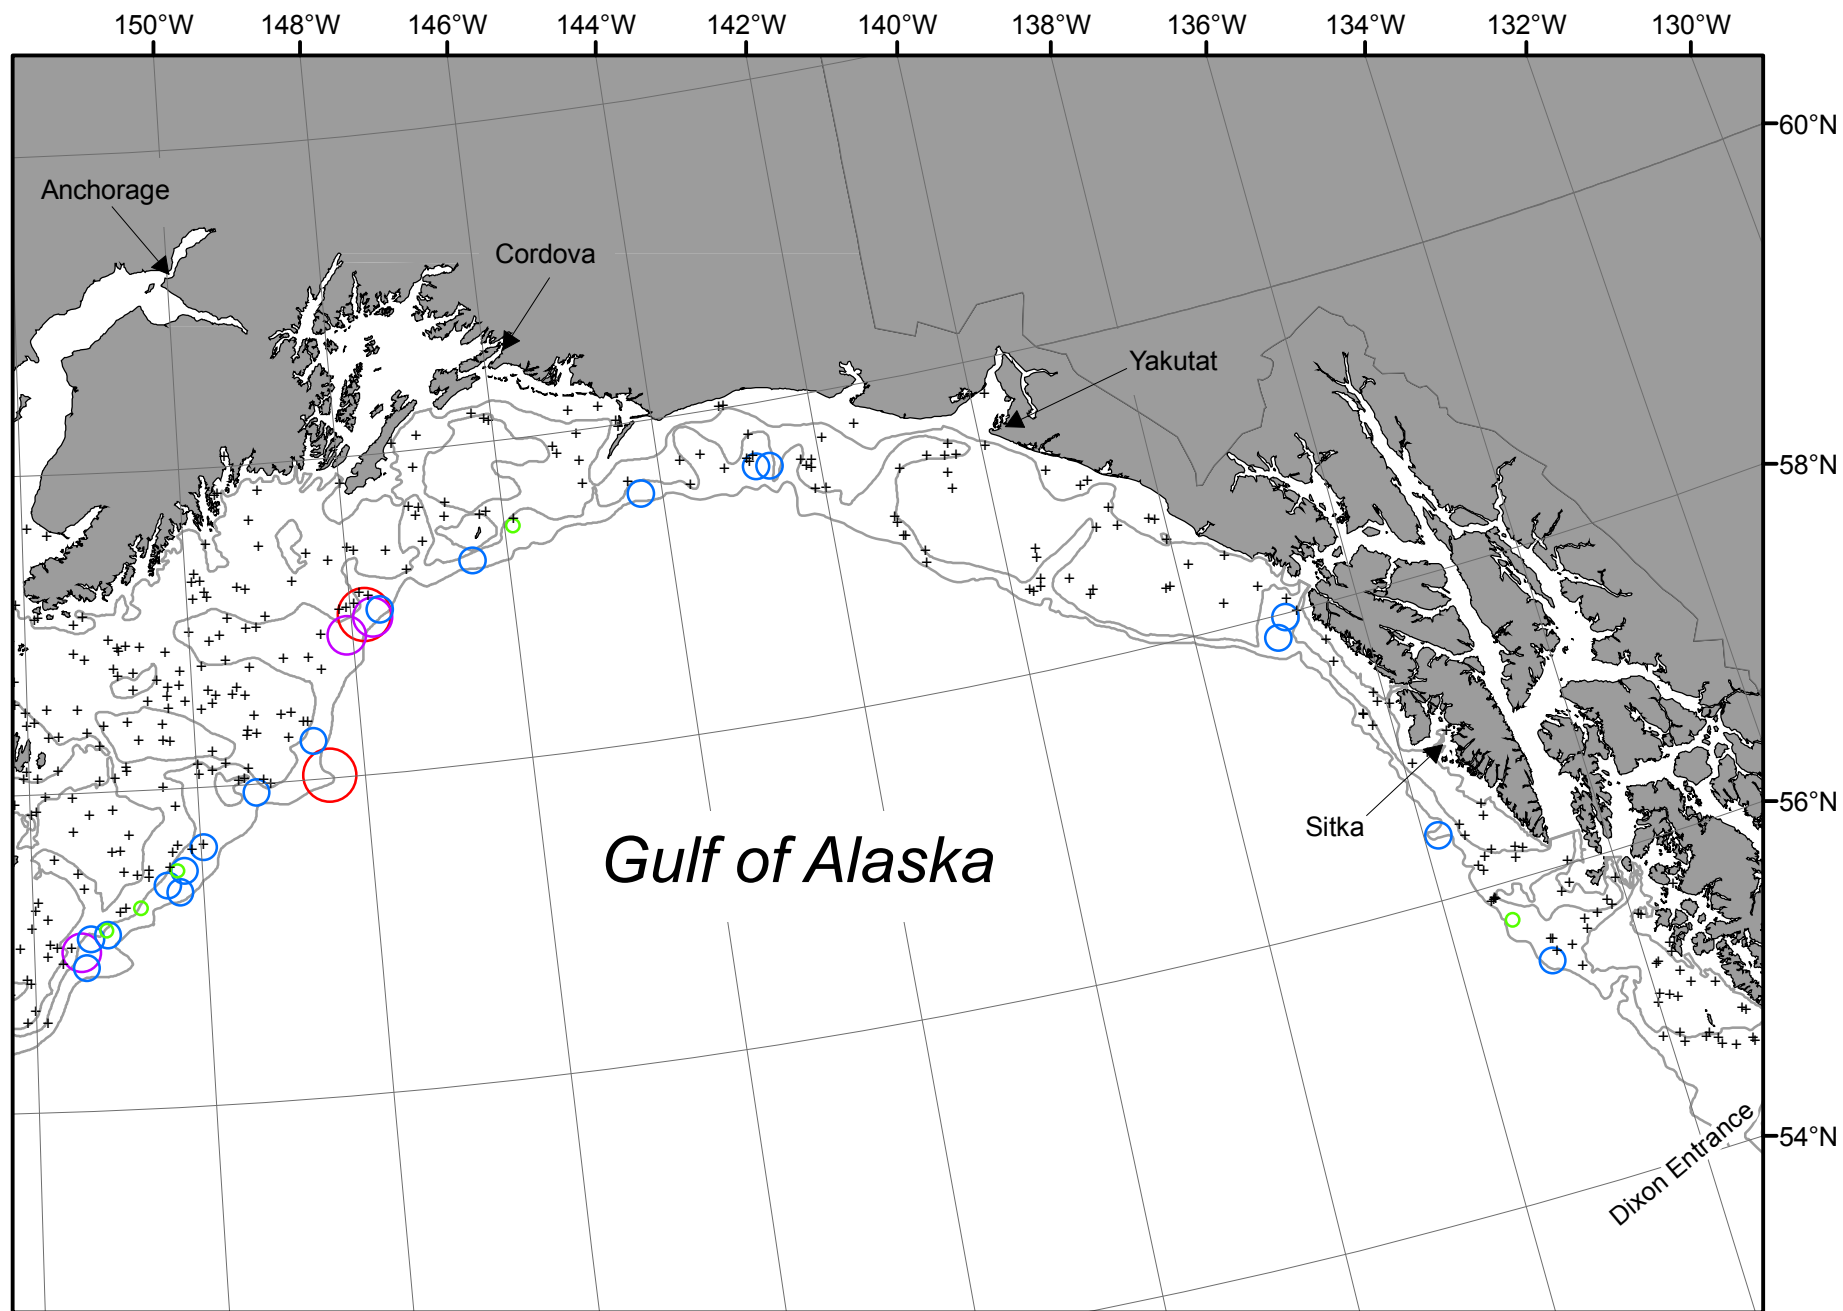 150°W 148°W 146°W 144°W 142°W 140°W 138°W 136°W 134°W 132°W 130°W
60°N
Anchorage
Cordova
Yakutat
58°N
56°N
Sitka
Gulf of Alaska
54°N
Dixon Entrance